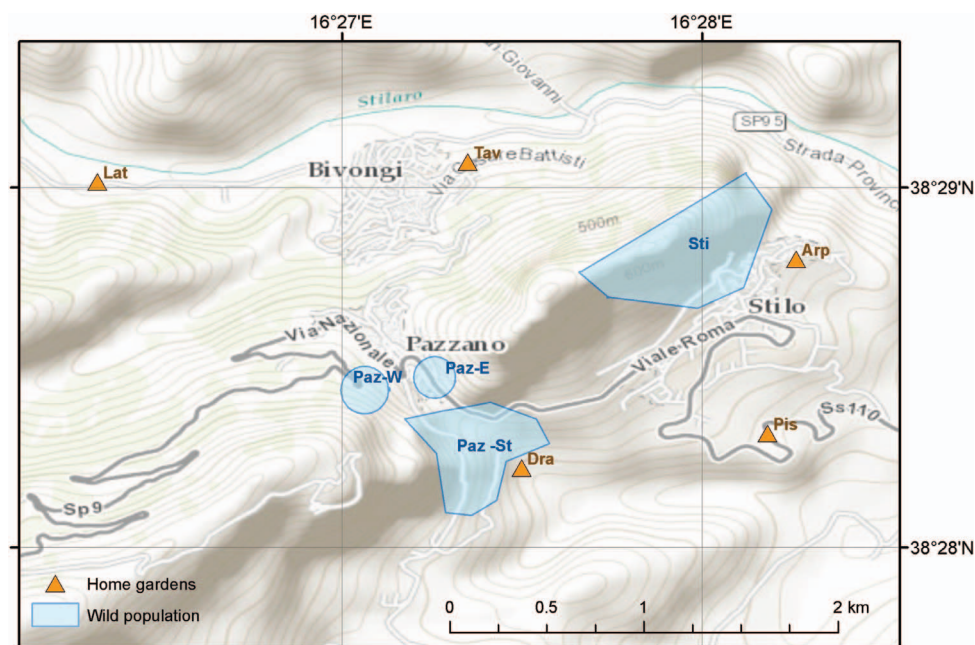 16°27'E
16°28'E
n Giovanni
Stilaro
SP9 5
Tav
Via Cesare Battisti
Strada Provinci
Bivongi
Lat
38°29'N
500m
Sti
Arp
600m
Stilo
Via Nazionale
Pazzano
Viale Roma
Paz-W
Paz-E
Ss110
Pis
Paz -St
Dra
Sp9
38°28'N
Home gardens
Wild population
0 0.5 1 2 km